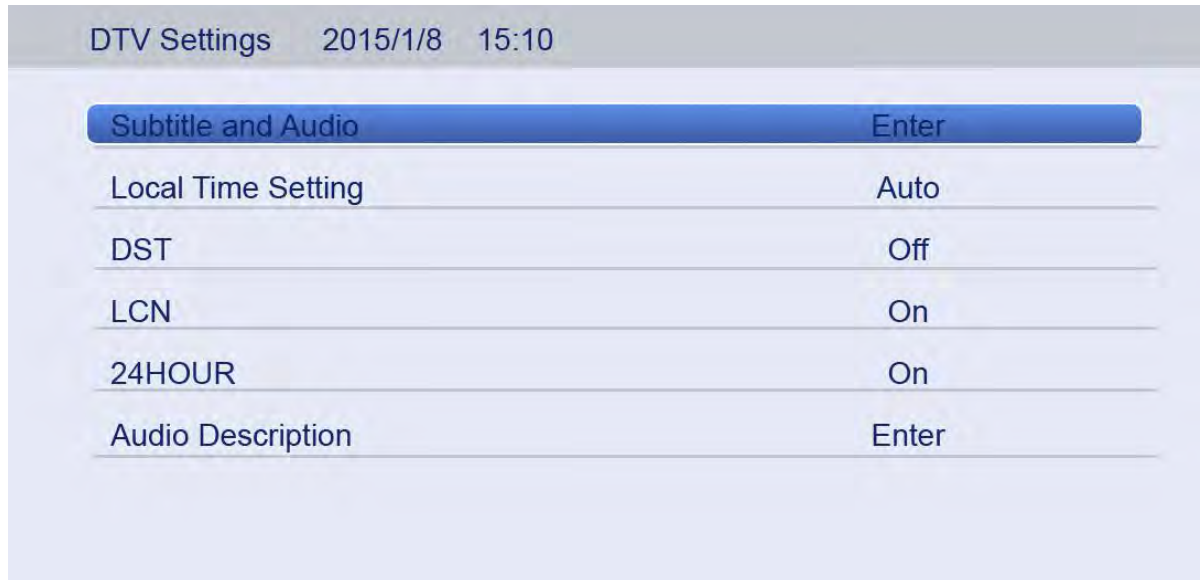 DTV Settings 2015/1/8 15:10
Subtitle and Audio Enter
Local Time Setting Auto
DST Off
LCN On
24HOUR On
Audio Description Enter